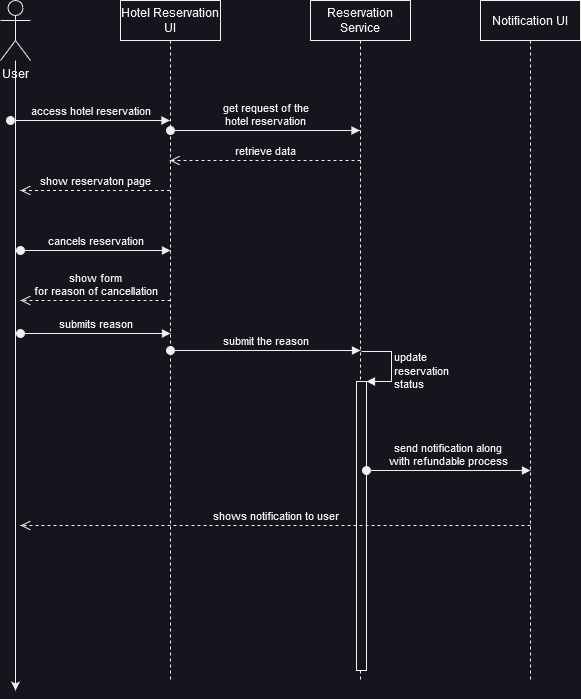 Hotel Reservation
UI
Reservation
Service
Notification UI
User
access hotel reservation
get request of the
hotel reservation
retrieve data
show reservaton page
cancels reservation
show form
for reason of cancellation
submits reason
submit the reason
update
reservation
status
send notification along
with refundable process
shows notification to user